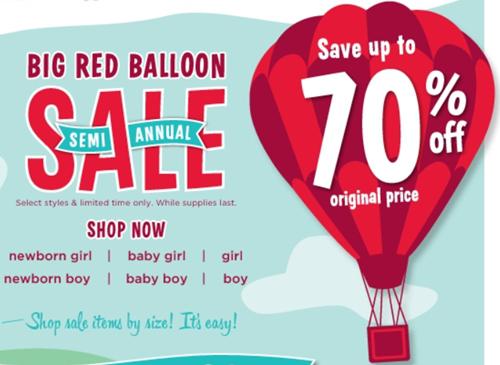 BIG RED BALLOON
SALE
SEMI ANNUAL
Select styles & limited time only. While supplies last.
SHOP NOW
newborn girl | baby girl | girl
newborn boy | baby boy | boy
Shop sale items by size! It's easy!
Save up to
70% off
original price